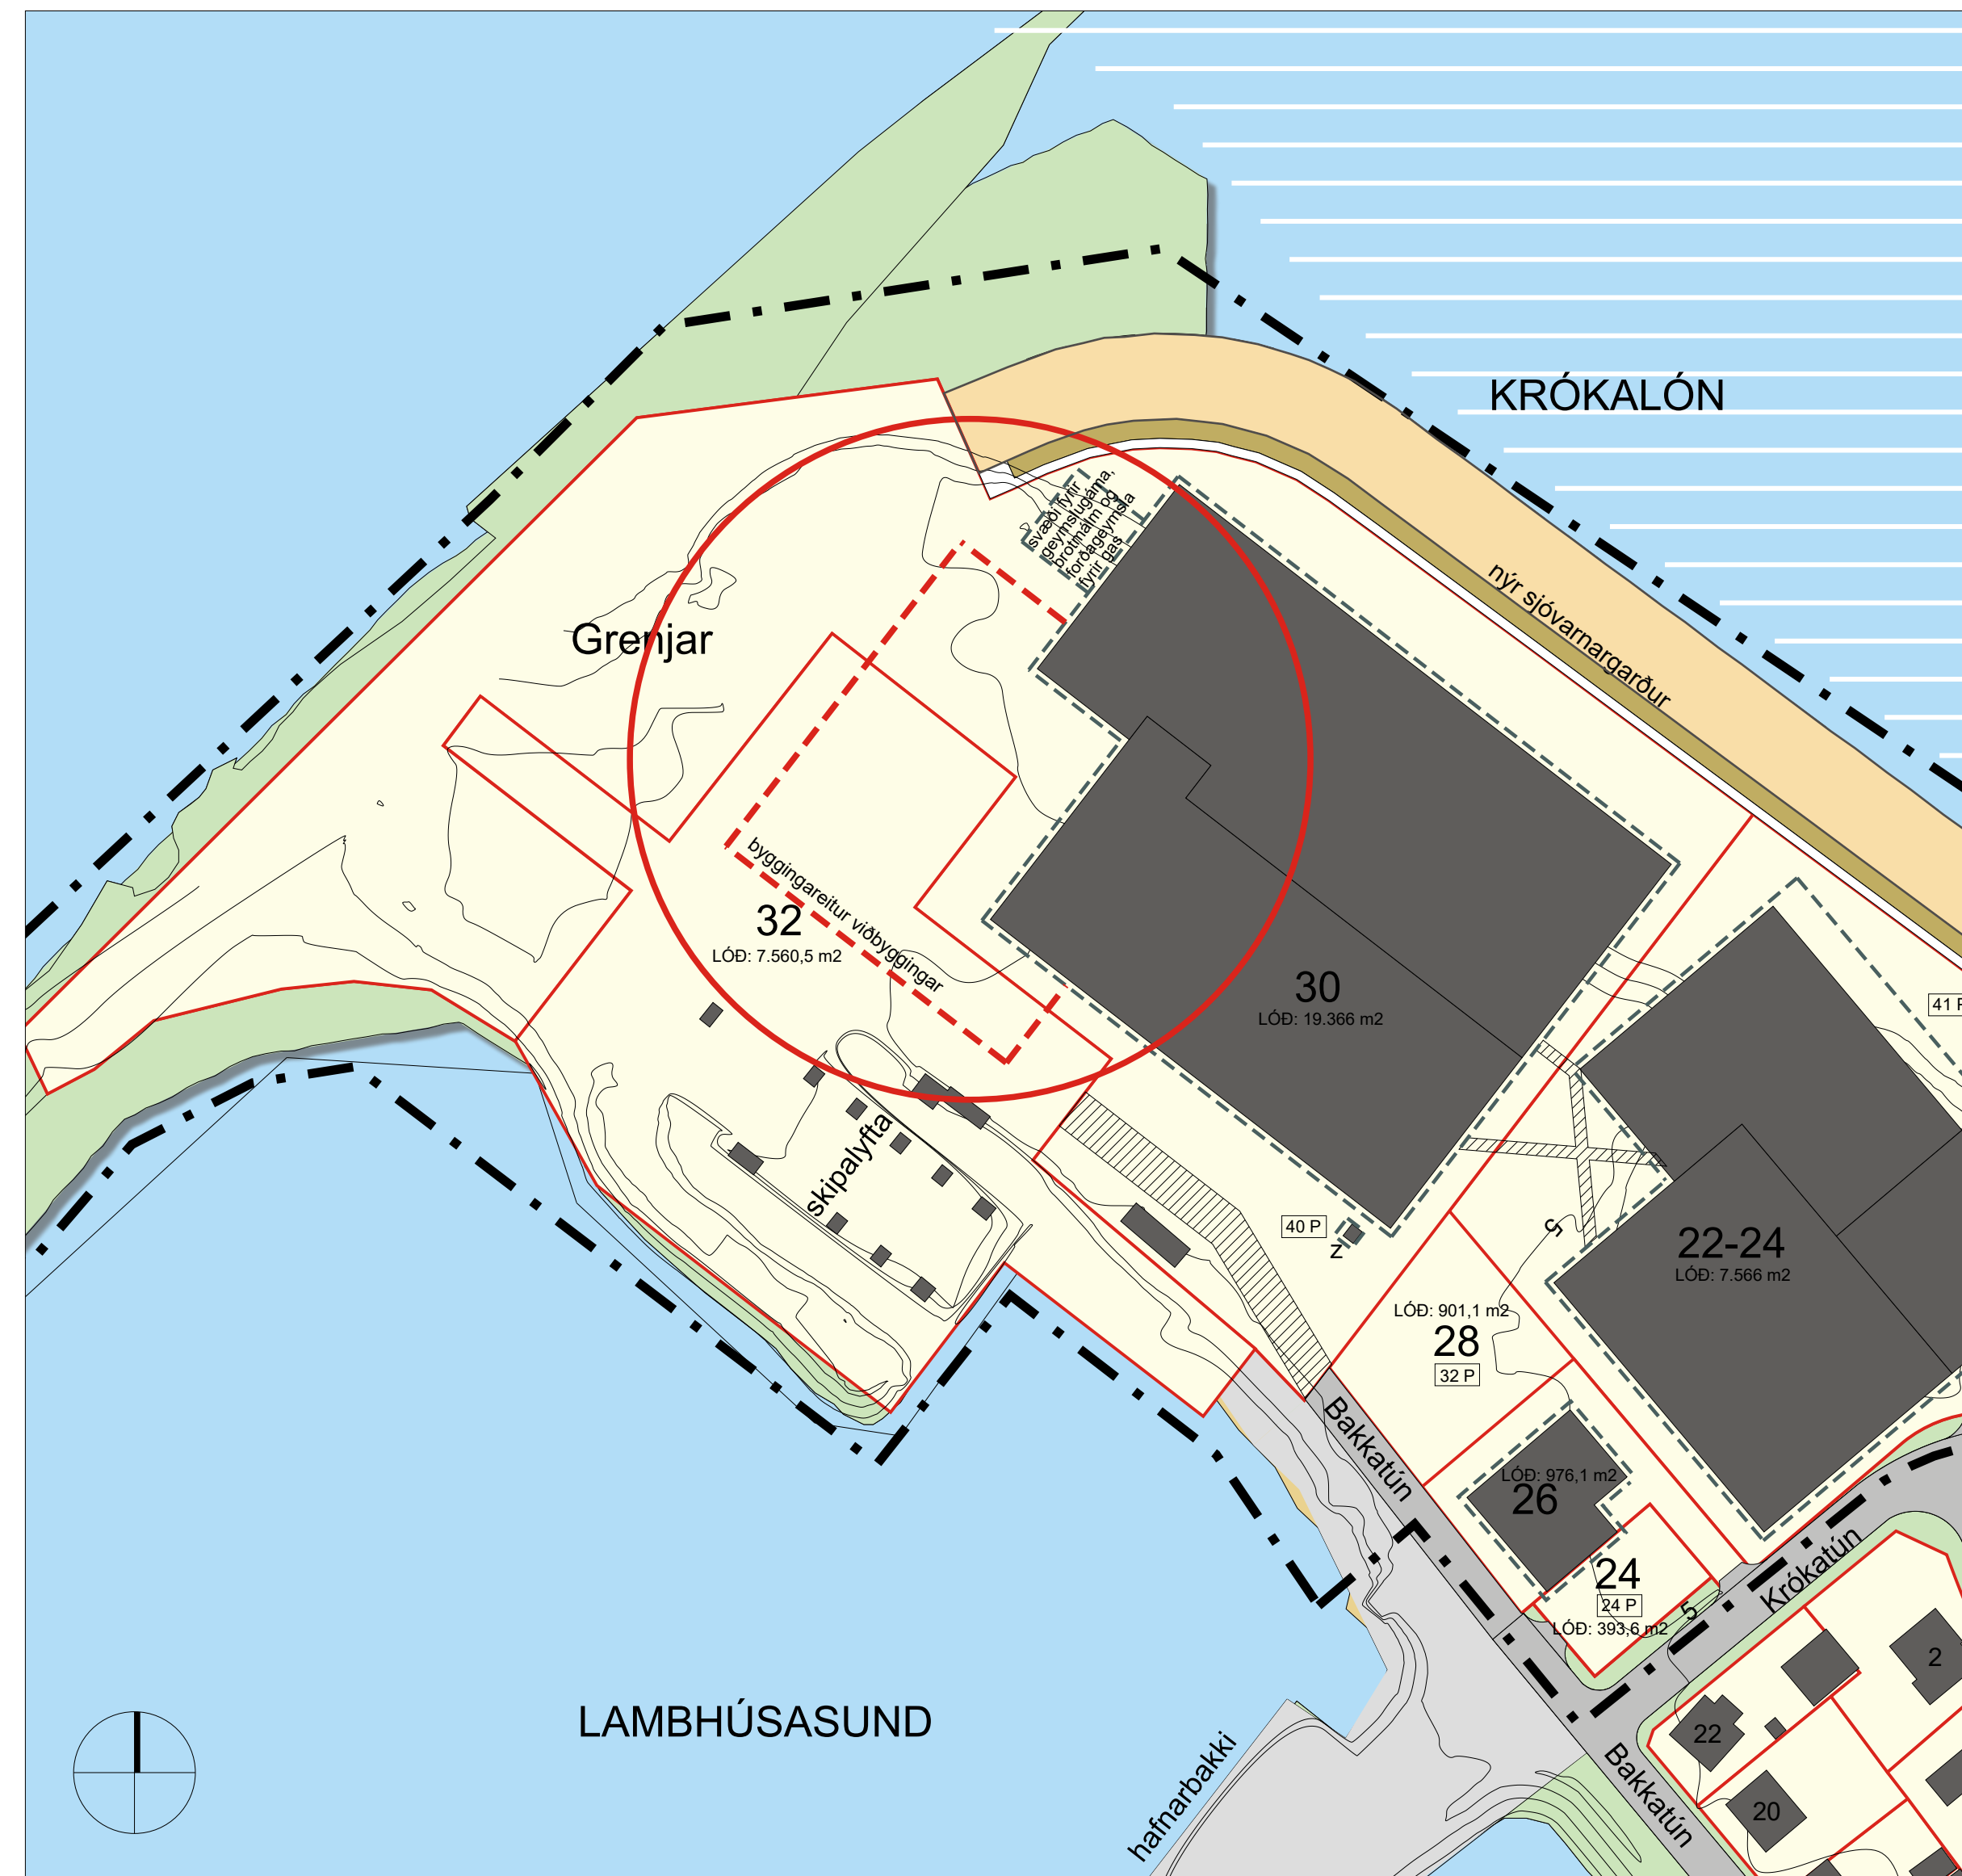 KRÓKALÓN
svæði fyrir
geymslugáma,
brotmálm og
forðageymsla
fyrir gas
nýr sjóvarnargarður
Grenjar
byggingareitur viðbyggingar
32
LÓÐ: 7.560,5 m2
30
LÓÐ: 19.366 m2
41 P
skipalyfta
40 P
z
5
22-24
LÓÐ: 7.566 m2
LÓÐ: 901,1 m2
28
32 P
Bakkatún
LÓÐ: 976,1 m2
26
24
24 P
LÓÐ: 393,6 m2
5
Krókatún
2
22
20
Bakkatún
LAMBHÚSASUND
hafnarbakki